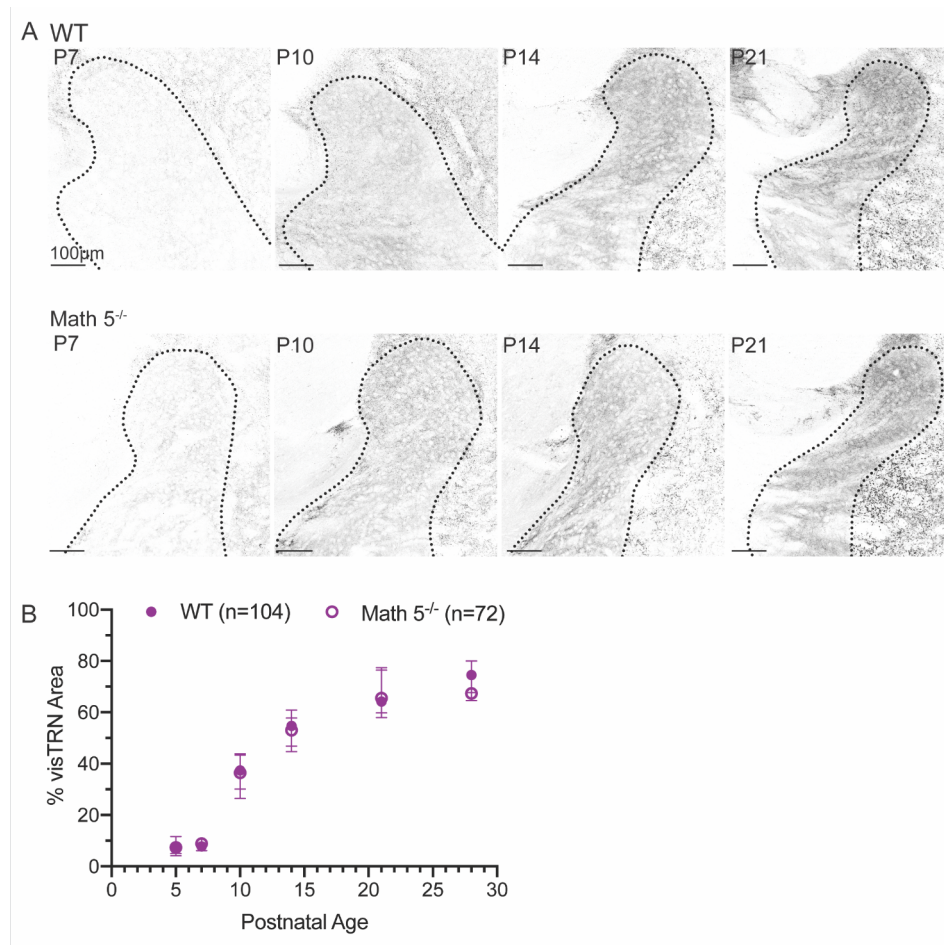 A WT
P7 P10 P14 P21
100μm
Math 5-/-
P7 P10 P14 P21
B
WT (n=104) Math 5-/- (n=72)
100
80
60
40
20
0
% visTRN Area
0 5 10 15 20 25 30
Postnatal Age